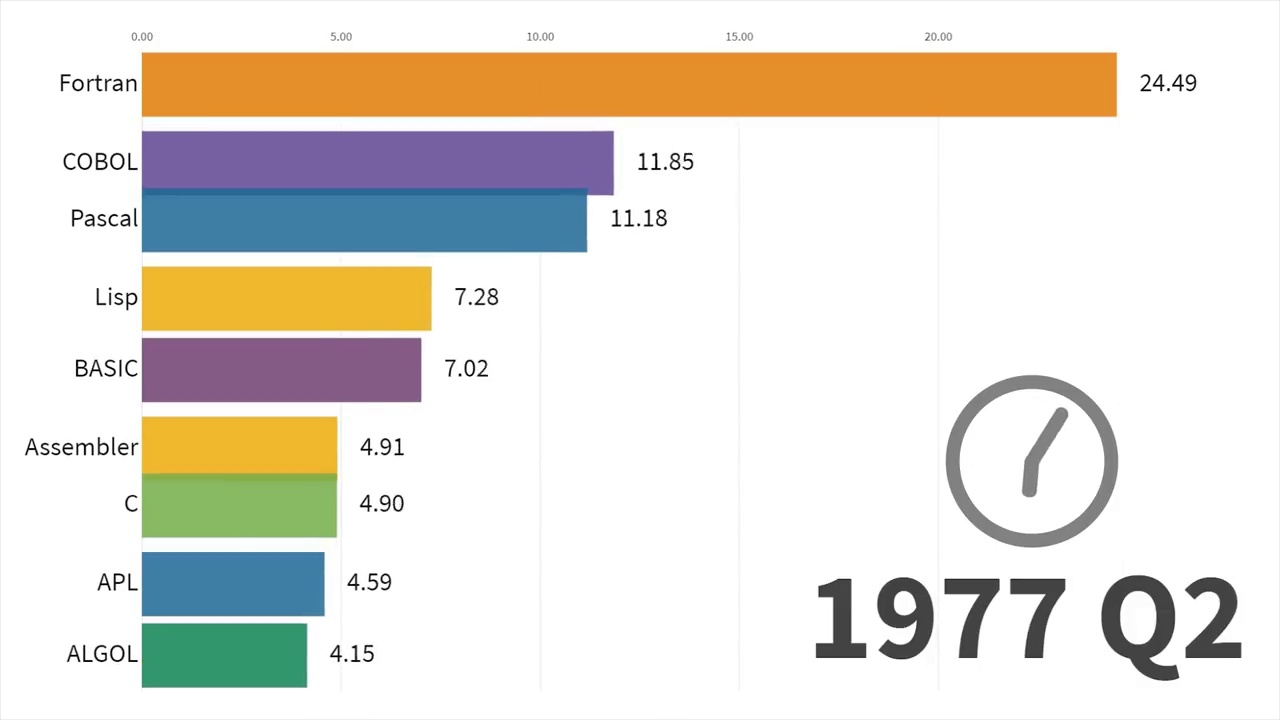 0.00 5.00 10.00 15.00 20.00
Fortran 24.49
COBOL 11.85
Pascal 11.18
Lisp 7.28
BASIC 7.02
Assembler 4.91
C 4.90
APL 4.59
ALGOL 4.15
1977 Q2